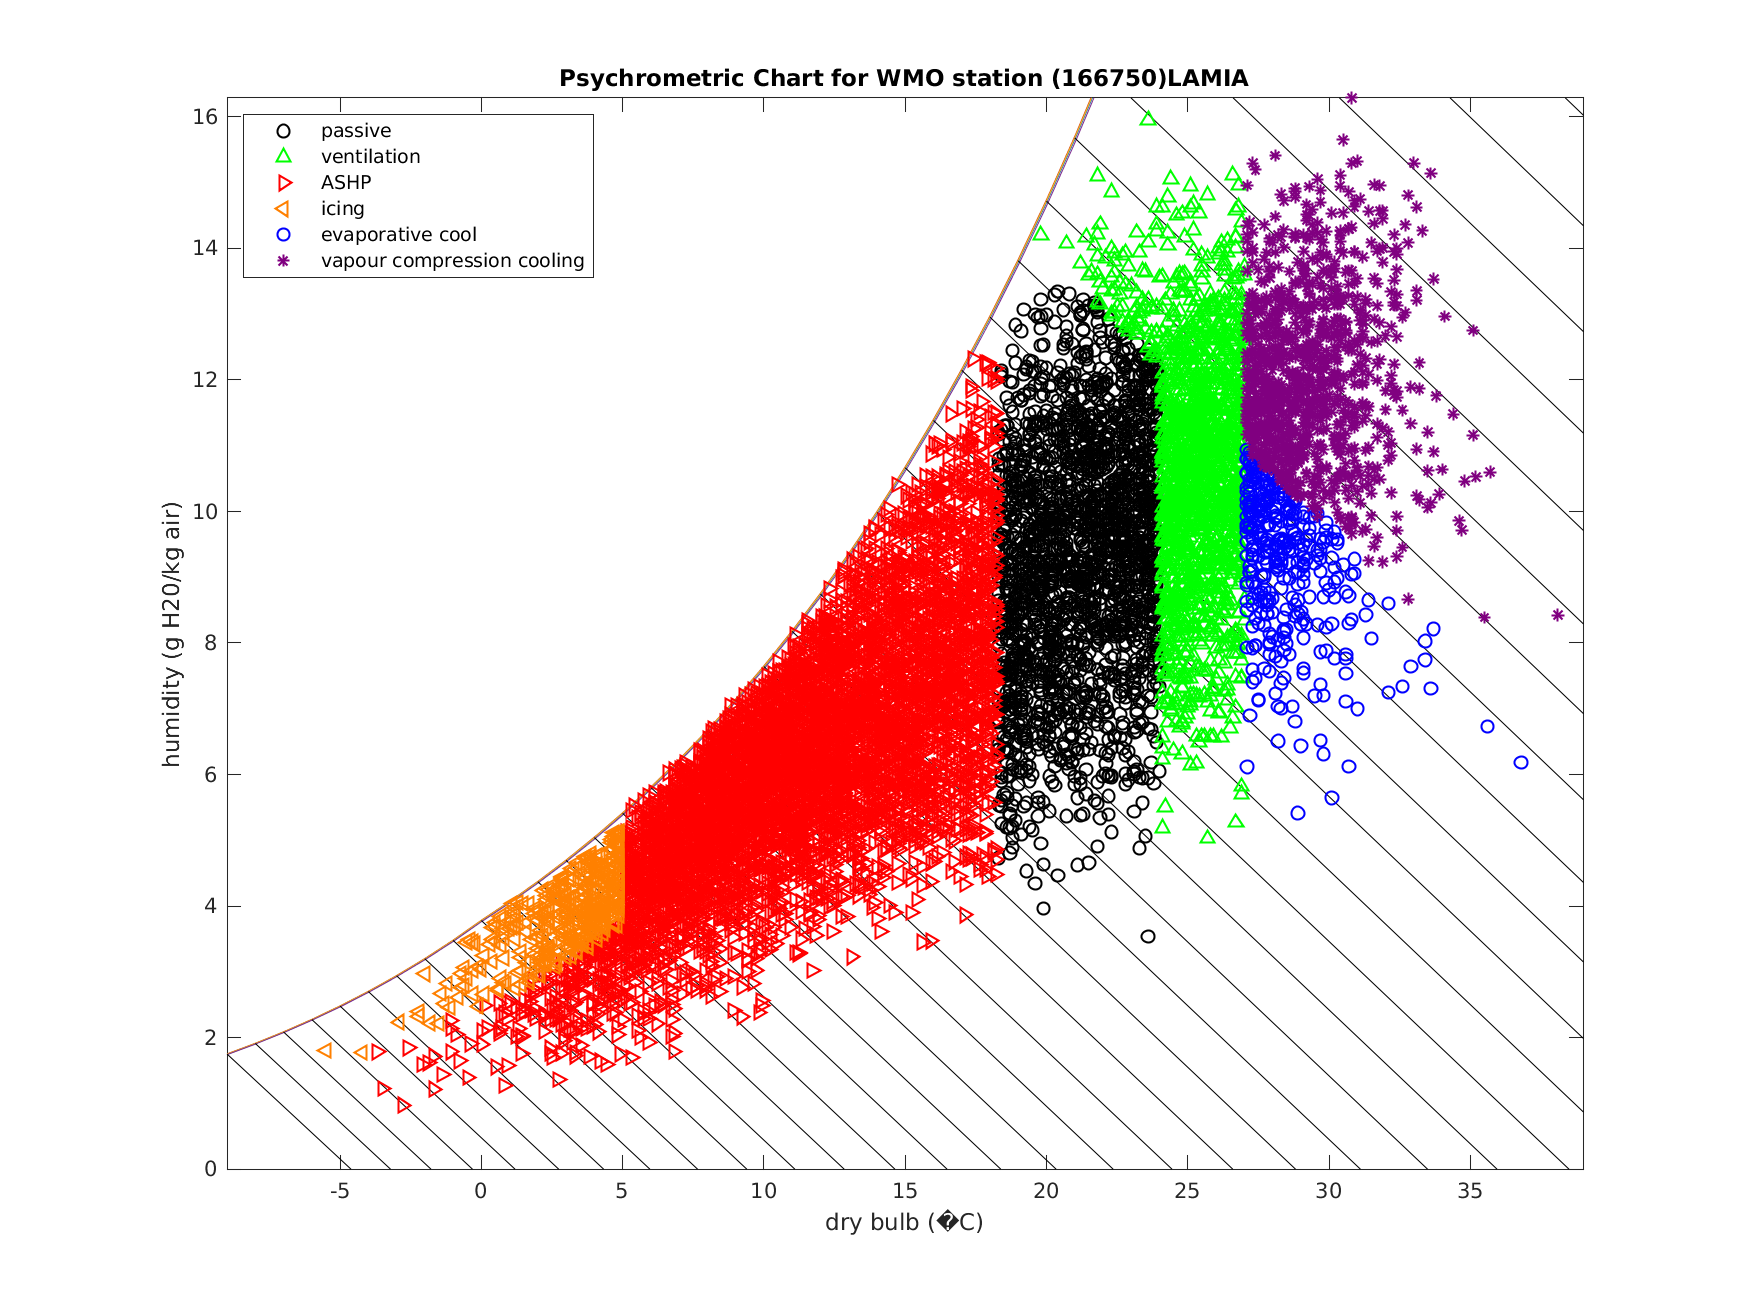 Psychrometric Chart for WMO station (166750)LAMIA
passive
ventilation
ASHP
icing
evaporative cool
vapour compression cooling
humidity (g H20/kg air)
16
14
12
10
8
6
4
2
0
-5 0 5 10 15 20 25 30 35
dry bulb (�C)